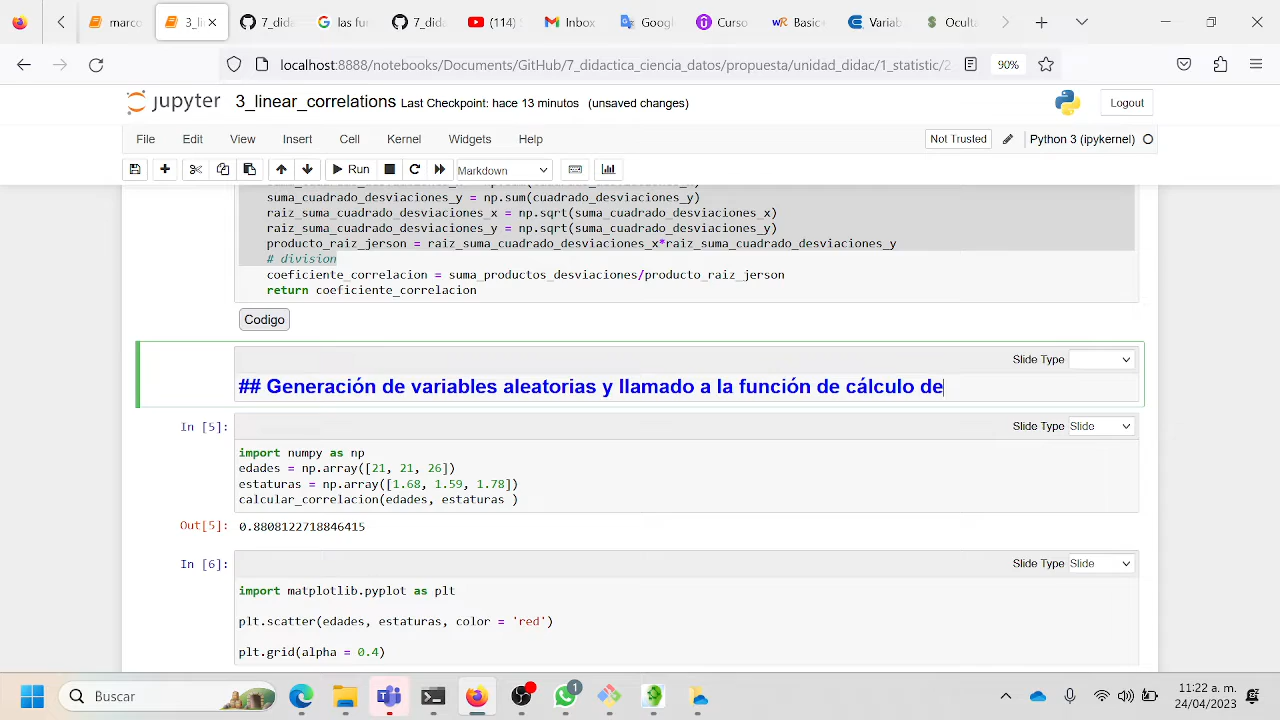 marco
3_li
7_dida
las fu
7_dida
(114)
Inbox
Goog
Curso
Basic
Variab
Oculta
localhost:8888/notebooks/Documents/GitHub/7_didactica_ciencia_datos/propuesta/unidad_didac/1_statistic/2
90%
jupyter 3_linear_correlations Last Checkpoint: hace 13 minutos (unsaved changes)
Logout
File Edit View Insert Cell Kernel Widgets Help
Not Trusted
Python 3 (ipykernel)
Run
Markdown
suma_cuadrado_desviaciones_y = np.sum(cuadrado_desviaciones_y)
raiz_suma_cuadrado_desviaciones_x = np.sqrt(suma_cuadrado_desviaciones_x)
raiz_suma_cuadrado_desviaciones_y = np.sqrt(suma_cuadrado_desviaciones_y)
producto_raiz_jerson = raiz_suma_cuadrado_desviaciones_x*raiz_suma_cuadrado_desviaciones_y
# division
coeficiente_correlacion = suma_productos_desviaciones/producto_raiz_jerson
return coeficiente_correlacion
Codigo
Slide Type
## Generación de variables aleatorias y llamado a la función de cálculo de
In [5]:
Slide Type Slide
import numpy as np
edades = np.array([21, 21, 26])
estaturas = np.array([1.68, 1.59, 1.78])
calcular_correlacion(edades, estaturas )
Out[5]: 0.8808122718846415
In [6]:
Slide Type Slide
import matplotlib.pyplot as plt
plt.scatter(edades, estaturas, color = 'red')
plt.grid(alpha = 0.4)
Buscar
1
11:22 a. m.
24/04/2023